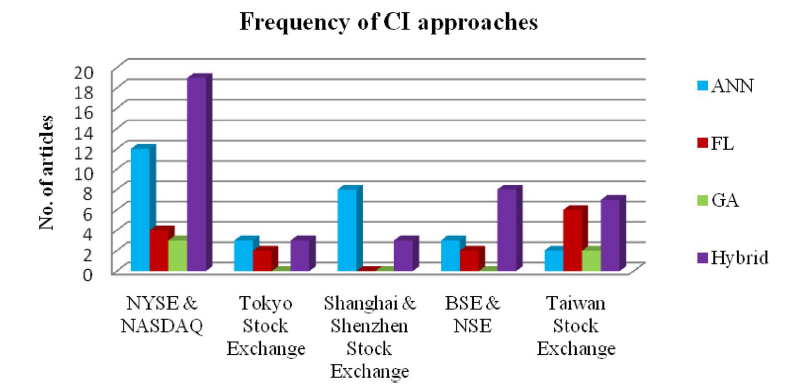 Frequency of CI approaches
No. of articles
20
18
16
14
12
10
8
6
4
2
0
NYSE &
NASDAQ
Tokyo
Stock
Exchange
Shanghai &
Shenzhen
Stock
Exchange
BSE &
NSE
Taiwan
Stock
Exchange
ANN
FL
GA
Hybrid